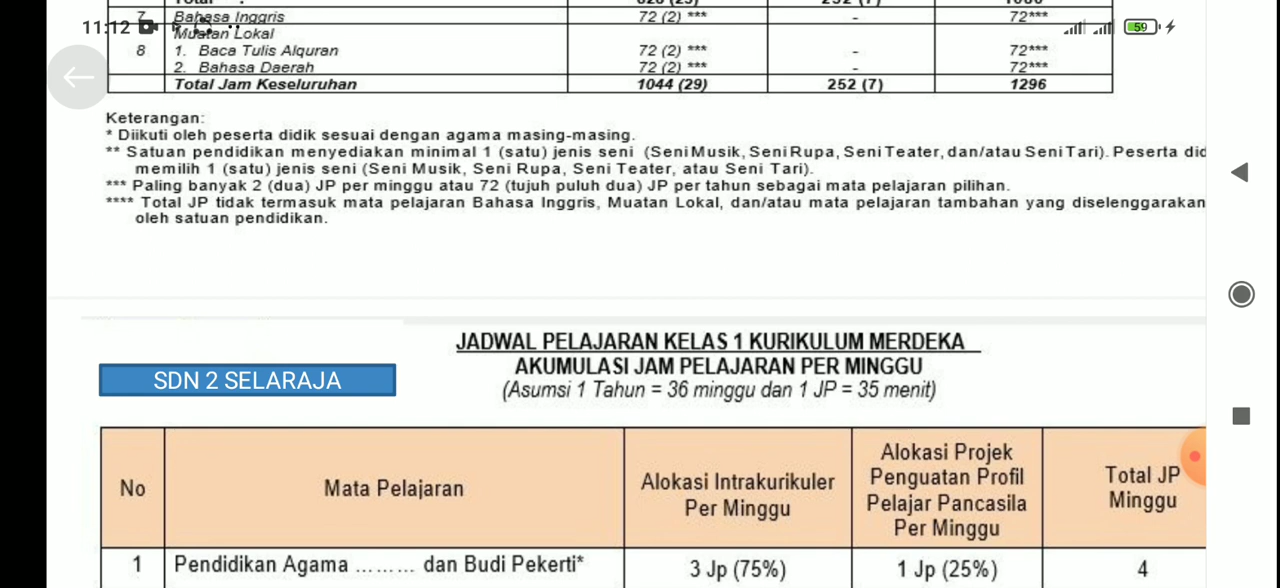 Total
7 Bahasa Inggris 72 (2) *** - 72***
11:12
59
Muatan Lokal
8 1. Baca Tulis Alquran 72 (2) *** - 72***
2. Bahasa Daerah 72 (2) *** - 72***
Total Jam Keseluruhan 1044 (29) 252 (7) 1296
Keterangan:
* Diikuti oleh peserta didik sesuai dengan agama masing-masing.
** Satuan pendidikan menyediakan minimal 1 (satu) jenis seni (Seni Musik, Seni Rupa, Seni Teater, dan/atau Seni Tari). Peserta did
memilih 1 (satu) jenis seni (Seni Musik, Seni Rupa, Seni Teater, atau Seni Tari).
*** Paling banyak 2 (dua) JP per minggu atau 72 (tujuh puluh dua) JP per tahun sebagai mata pelajaran pilihan.
**** Total JP tidak termasuk mata pelajaran Bahasa Inggris, Muatan Lokal, dan/atau mata pelajaran tambahan yang diselenggarakan
oleh satuan pendidikan.
JADWAL PELAJARAN KELAS 1 KURIKULUM MERDEKA
AKUMULASI JAM PELAJARAN PER MINGGU
(Asumsi 1 Tahun = 36 minggu dan 1 JP = 35 menit)
SDN 2 SELARAJA
No
Mata Pelajaran
Alokasi Intrakurikuler
Per Minggu
Alokasi Projek
Penguatan Profil
Pelajar Pancasila
Per Minggu
Total JP
Minggu
1 Pendidikan Agama ……… dan Budi Pekerti* 3 Jp (75%) 1 Jp (25%) 4